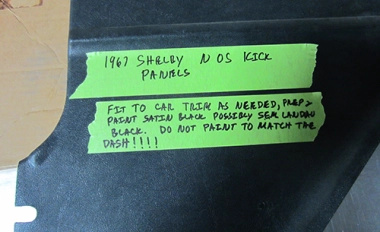 1967 SHELBY NOS KICK
PANELS
FIT TO CAR TRIM AS NEEDED, PREP &
PAINT SATIN BLACK POSSIBLY SEM LANDAU
BLACK. DO NOT PAINT TO MATCH THE
DASH!!!!